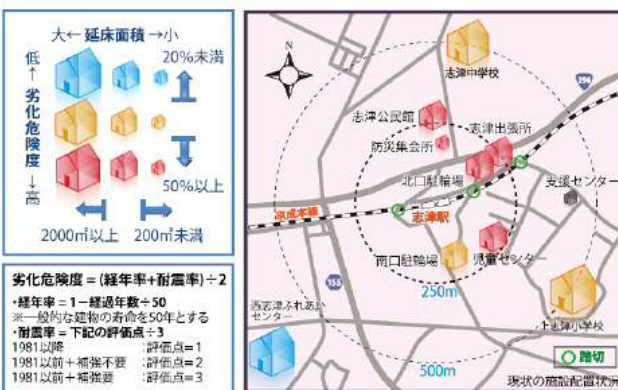 大← 延床面積 →小
低
↑
劣化危険度
↓
高
20%未満
50%以上
2000㎡以上
200㎡未満
劣化危険度=(経年率+耐震率)÷2
・経年率=1−経過年数÷50
※一般的な建物の寿命を50年とする
・耐震率=下記の評価点÷3
1981以降 :評価点=1
1981以前+補強不要 :評価点=2
1981以前+補強要 :評価点=3
N
志津中学校
296
志津公民館
志津出張所
防災集会所
北口駐輪場
支援センター
京成本線
志津駅
南口駐輪場
児童センター
250m
155
西志津ふれあい
センター
上志津小学校
500m
踏切
現状の施設配置状況